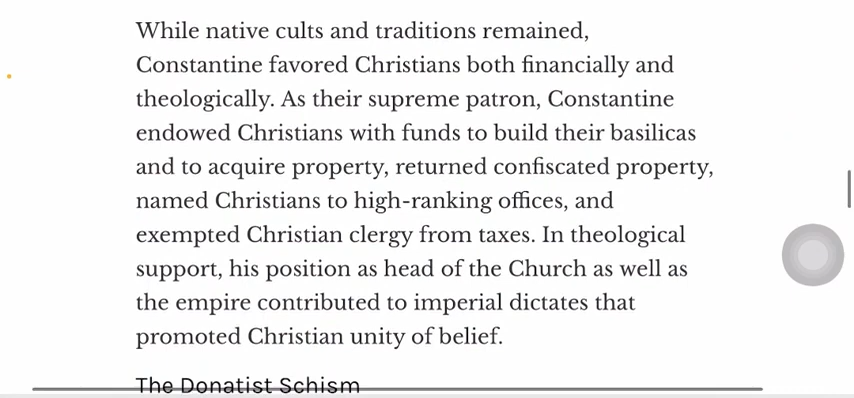 While native cults and traditions remained,
Constantine favored Christians both financially and
theologically. As their supreme patron, Constantine
endowed Christians with funds to build their basilicas
and to acquire property, returned confiscated property,
named Christians to high-ranking offices, and
exempted Christian clergy from taxes. In theological
support, his position as head of the Church as well as
the empire contributed to imperial dictates that
promoted Christian unity of belief.
The Donatist Schism